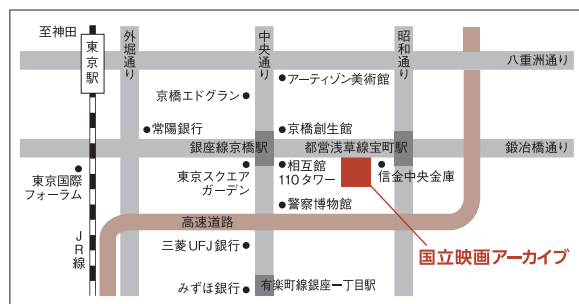 至神田
東京駅
外堀通り
中央通り
昭和通り
八重洲通り
アーティゾン美術館
京橋エドグラン
常陽銀行
京橋創生館
銀座線京橋駅
都営浅草線宝町駅
鍛冶橋通り
東京国際
フォーラム
東京スクエア
ガーデン
相互館
110タワー
信金中央金庫
警察博物館
高速道路
国立映画アーカイブ
JR線
三菱UFJ銀行
みずほ銀行
有楽町線銀座一丁目駅